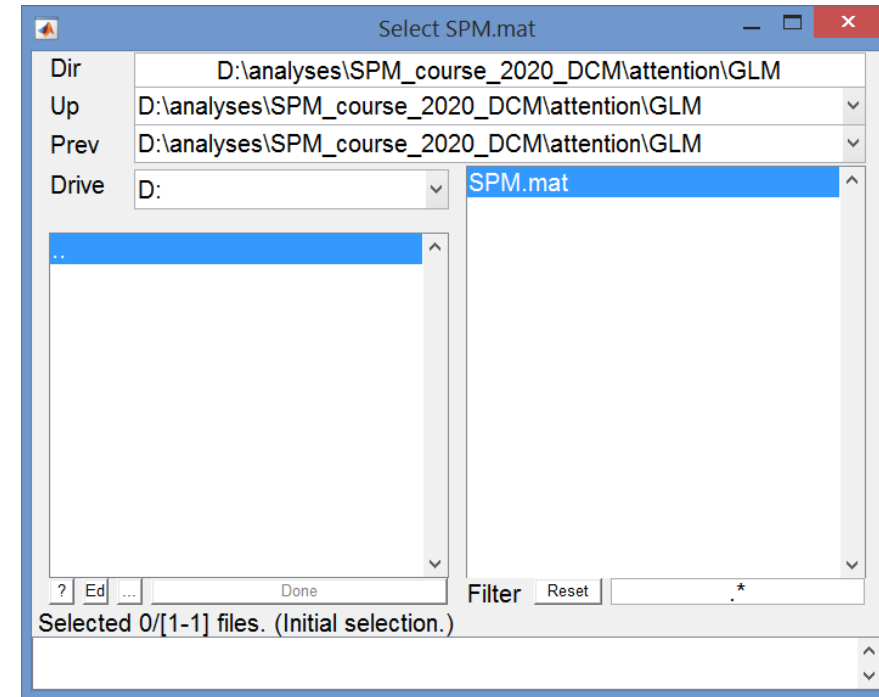 Select SPM.mat
Dir D:\analyses\SPM_course_2020_DCM\attention\GLM
Up D:\analyses\SPM_course_2020_DCM\attention\GLM
Prev D:\analyses\SPM_course_2020_DCM\attention\GLM
Drive D:
SPM.mat
..
? Ed ... Done Filter Reset .*
Selected 0/[1-1] files. (Initial selection.)